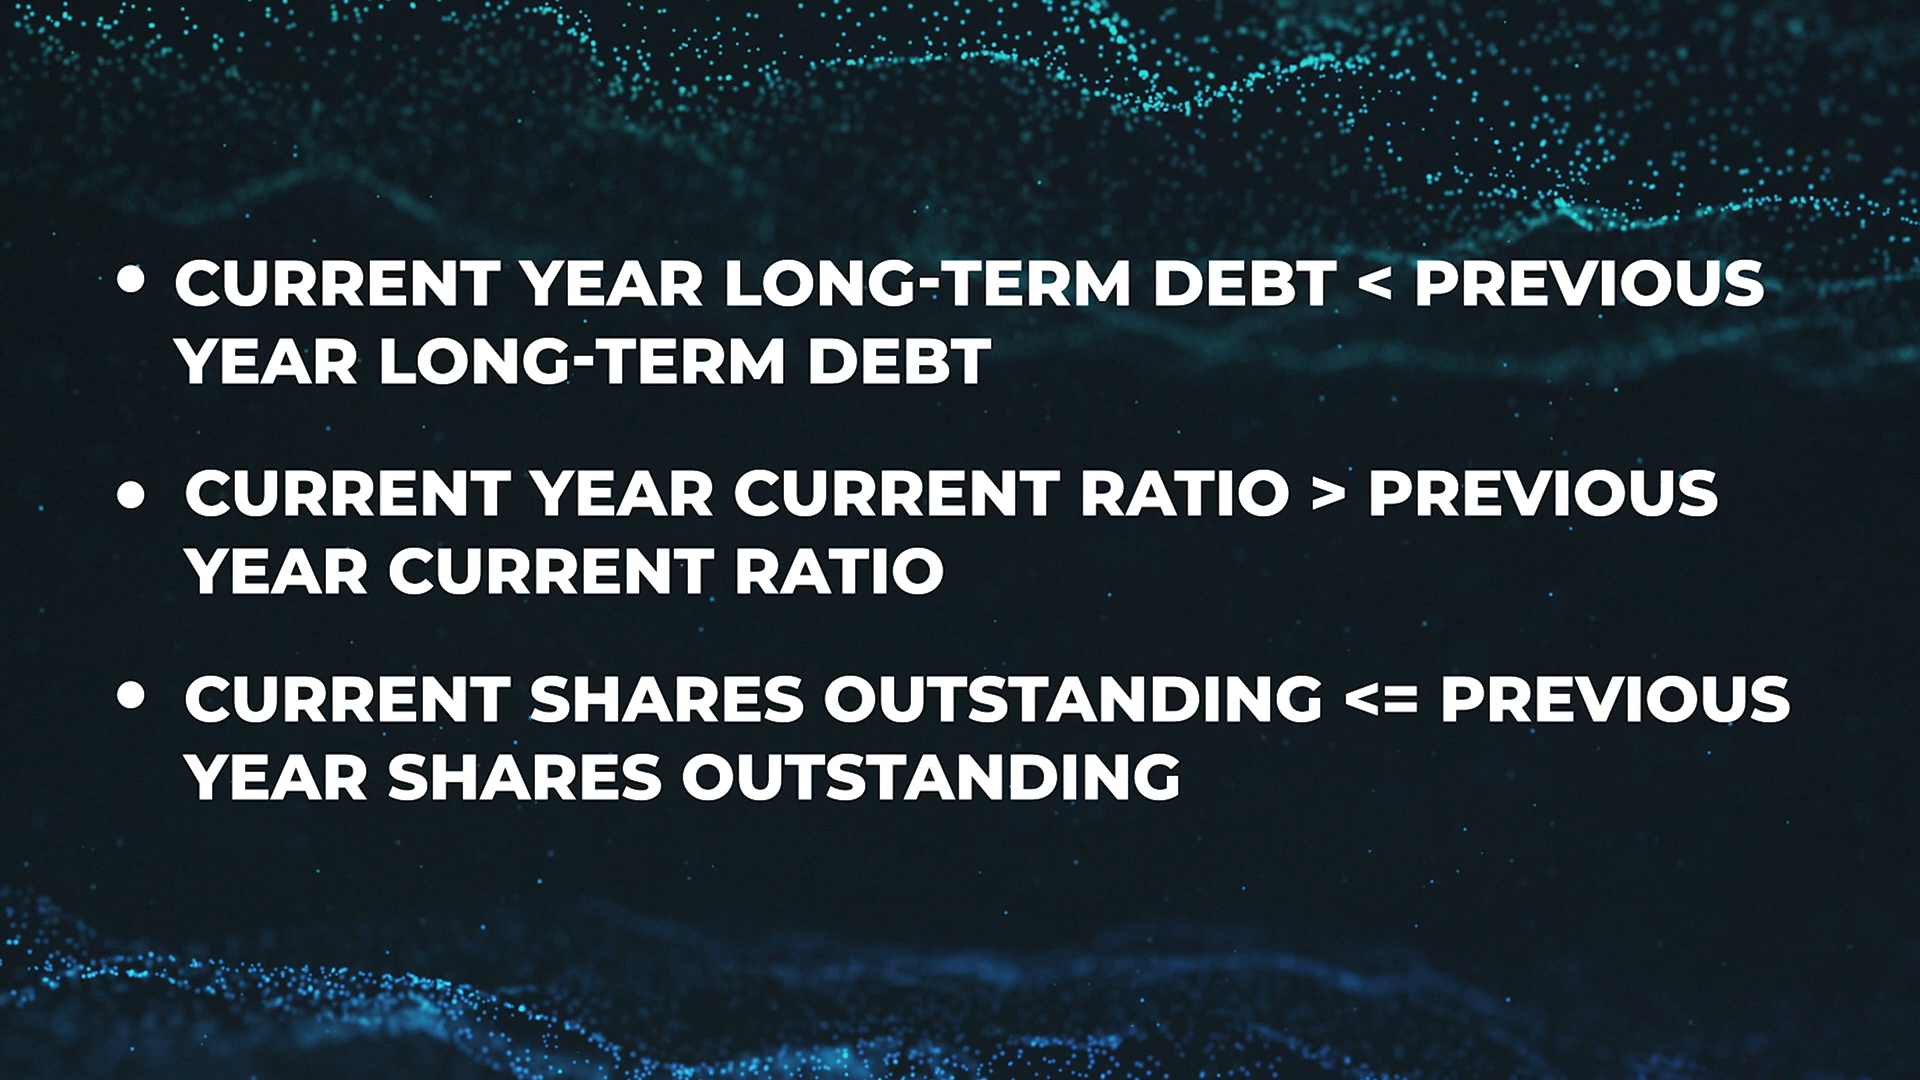 • CURRENT YEAR LONG-TERM DEBT < PREVIOUS
YEAR LONG-TERM DEBT
• CURRENT YEAR CURRENT RATIO > PREVIOUS
YEAR CURRENT RATIO
• CURRENT SHARES OUTSTANDING <= PREVIOUS
YEAR SHARES OUTSTANDING